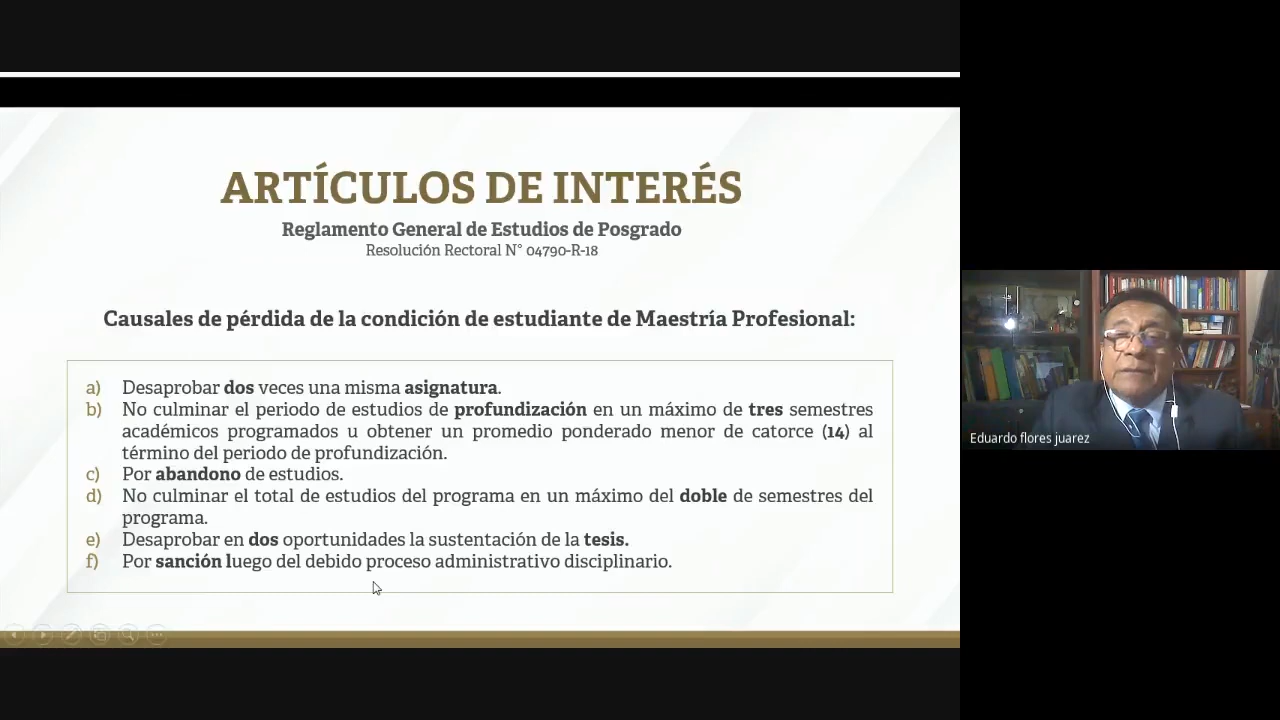 ARTÍCULOS DE INTERÉS
Reglamento General de Estudios de Posgrado
Resolución Rectoral N° 04790-R-18
Causales de pérdida de la condición de estudiante de Maestría Profesional:
a) Desaprobar dos veces una misma asignatura.
b) No culminar el periodo de estudios de profundización en un máximo de tres semestres
académicos programados u obtener un promedio ponderado menor de catorce (14) al
término del periodo de profundización.
c) Por abandono de estudios.
d) No culminar el total de estudios del programa en un máximo del doble de semestres del
programa.
e) Desaprobar en dos oportunidades la sustentación de la tesis.
f) Por sanción luego del debido proceso administrativo disciplinario.
Eduardo flores juarez